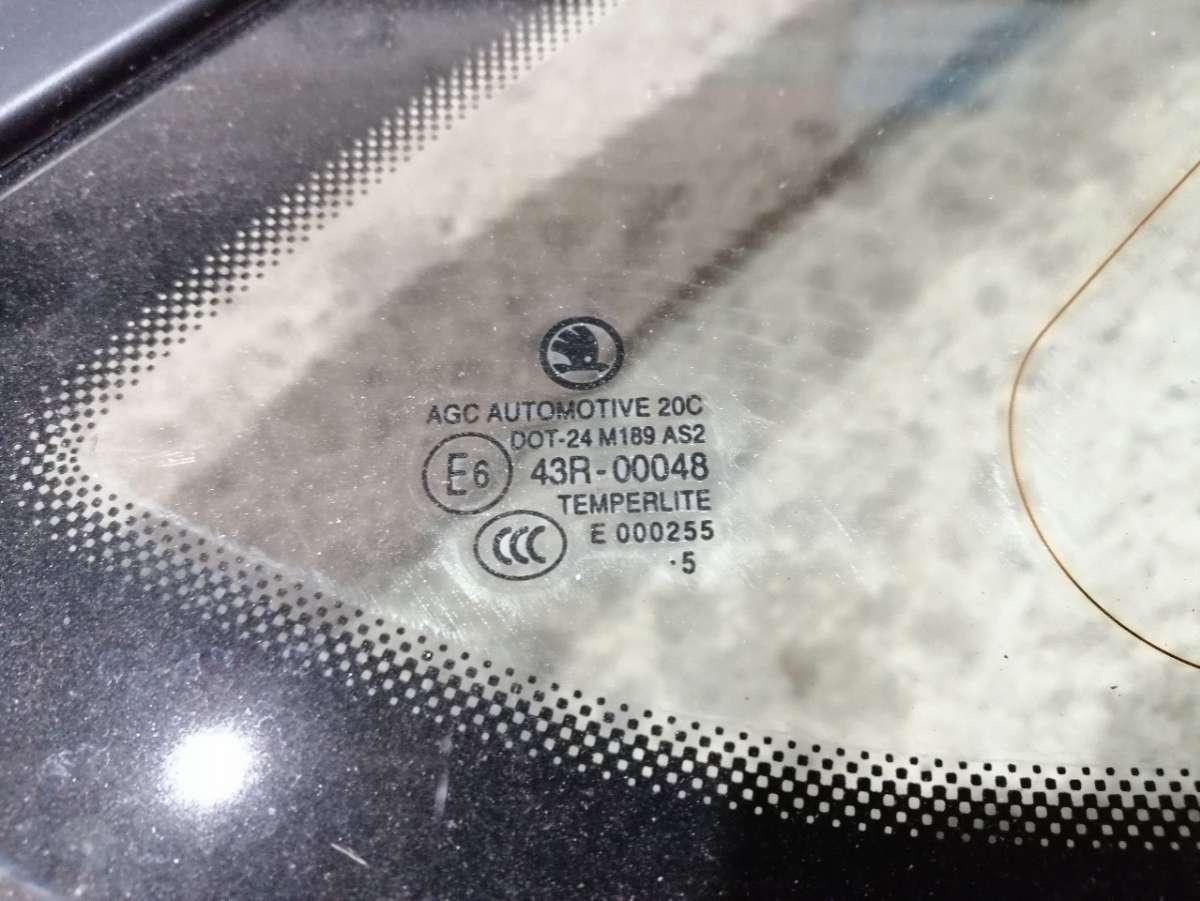 AGC AUTOMOTIVE 20C
DOT-24 M189 AS2
E6 43R-00048
TEMPERLITE
CCC E 000255
·5